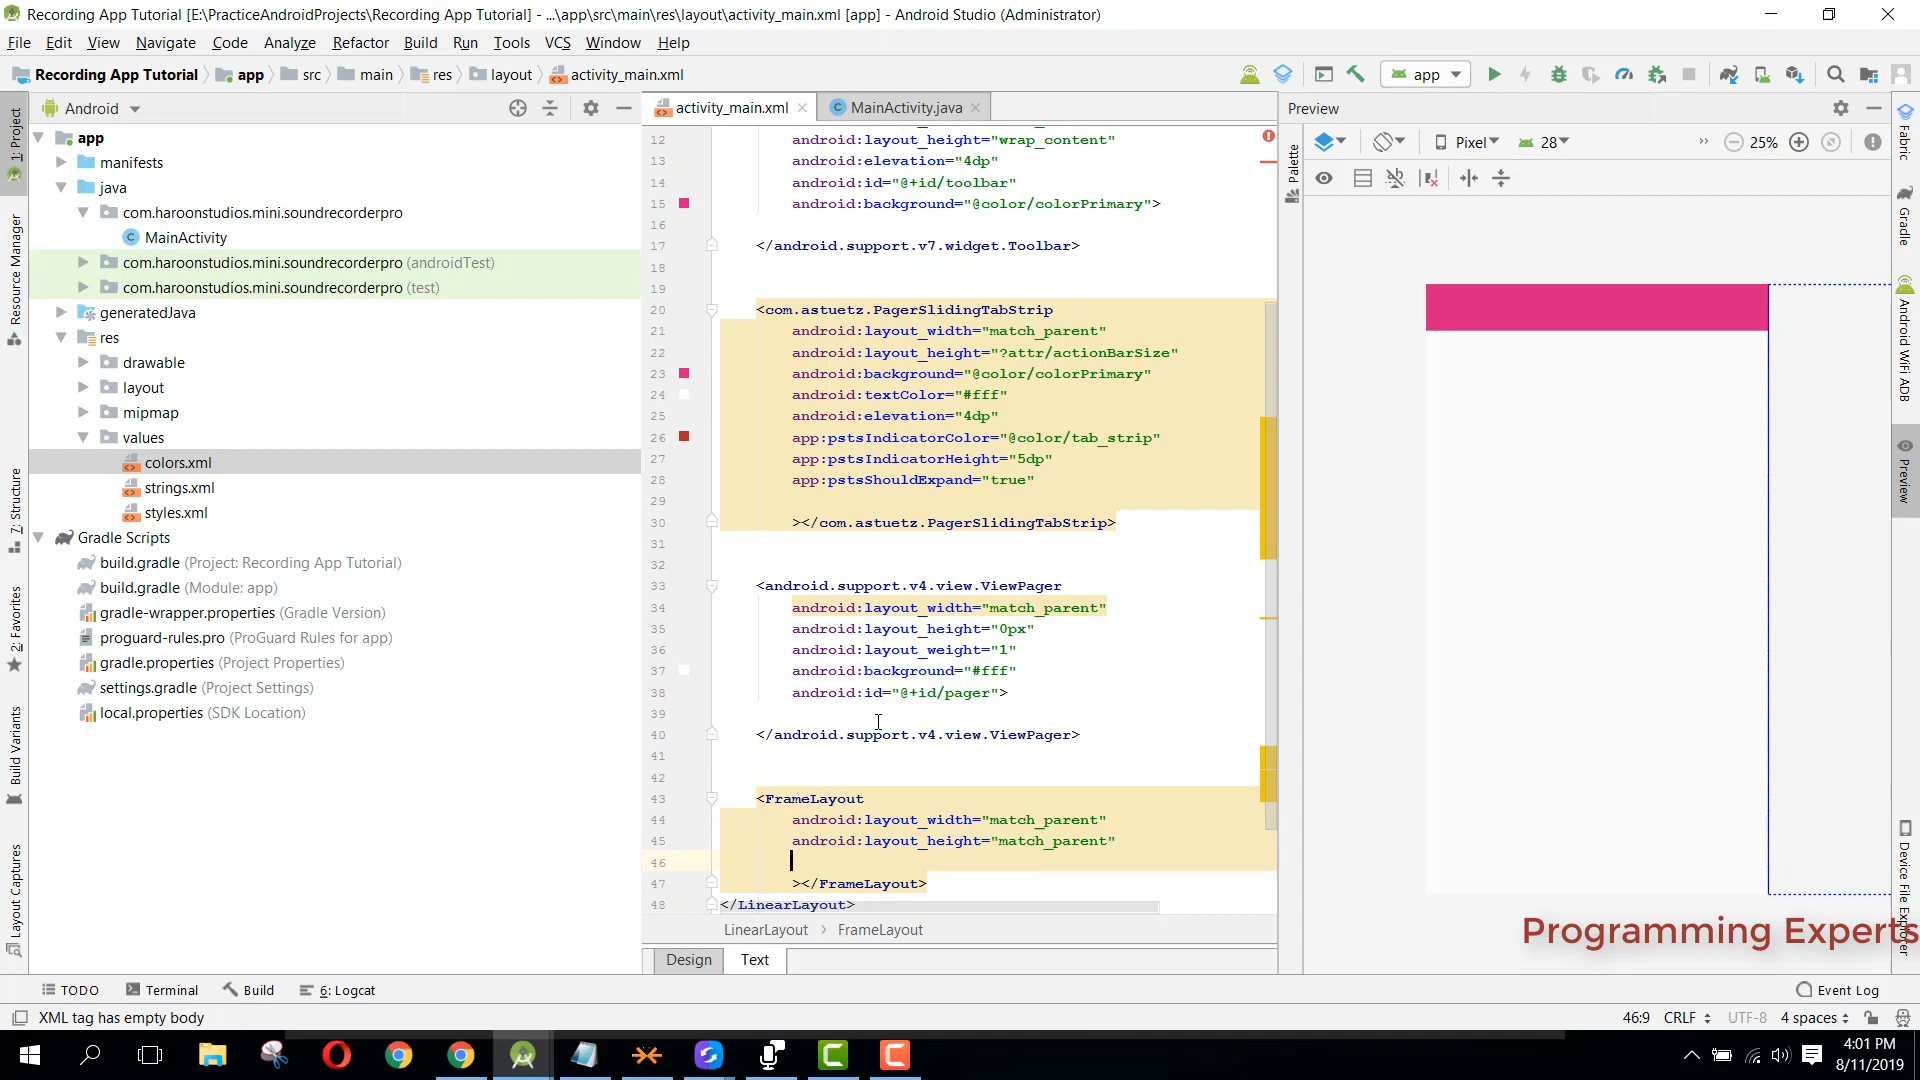 Recording App Tutorial [E:\PracticeAndroidProjects\Recording App Tutorial] - ...\app\src\main\res\layout\activity_main.xml [app] - Android Studio (Administrator)
File Edit View Navigate Code Analyze Refactor Build Run Tools VCS Window Help
Recording App Tutorial app src main res layout activity_main.xml
app
Android
activity_main.xml
MainActivity.java
Preview
1: Project
Resource Manager
7: Structure
2: Favorites
Build Variants
Layout Captures
app
manifests
java
com.haroonstudios.mini.soundrecorderpro
MainActivity
com.haroonstudios.mini.soundrecorderpro (androidTest)
com.haroonstudios.mini.soundrecorderpro (test)
generatedJava
res
drawable
layout
mipmap
values
colors.xml
strings.xml
styles.xml
Gradle Scripts
build.gradle (Project: Recording App Tutorial)
build.gradle (Module: app)
gradle-wrapper.properties (Gradle Version)
proguard-rules.pro (ProGuard Rules for app)
gradle.properties (Project Properties)
settings.gradle (Project Settings)
local.properties (SDK Location)
12 android:layout_height="wrap_content"
13 android:elevation="4dp"
14 android:id="@+id/toolbar"
15 android:background="@color/colorPrimary">
16
17 </android.support.v7.widget.Toolbar>
18
19
20 <com.astuetz.PagerSlidingTabStrip
21 android:layout_width="match_parent"
22 android:layout_height="?attr/actionBarSize"
23 android:background="@color/colorPrimary"
24 android:textColor="#fff"
25 android:elevation="4dp"
26 app:pstsIndicatorColor="@color/tab_strip"
27 app:pstsIndicatorHeight="5dp"
28 app:pstsShouldExpand="true"
29
30 ></com.astuetz.PagerSlidingTabStrip>
31
32
33 <android.support.v4.view.ViewPager
34 android:layout_width="match_parent"
35 android:layout_height="0px"
36 android:layout_weight="1"
37 android:background="#fff"
38 android:id="@+id/pager">
39
40 </android.support.v4.view.ViewPager>
41
42
43 <FrameLayout
44 android:layout_width="match_parent"
45 android:layout_height="match_parent"
46
47 ></FrameLayout>
48 </LinearLayout>
LinearLayout › FrameLayout
Design Text
Palette
Pixel 28 25%
Fabric
Gradle
Android WiFi ADB
Preview
Device File Explorer
Programming Experts
TODO Terminal Build 6: Logcat Event Log
XML tag has empty body
46:9 CRLF UTF-8 4 spaces
4:01 PM
8/11/2019